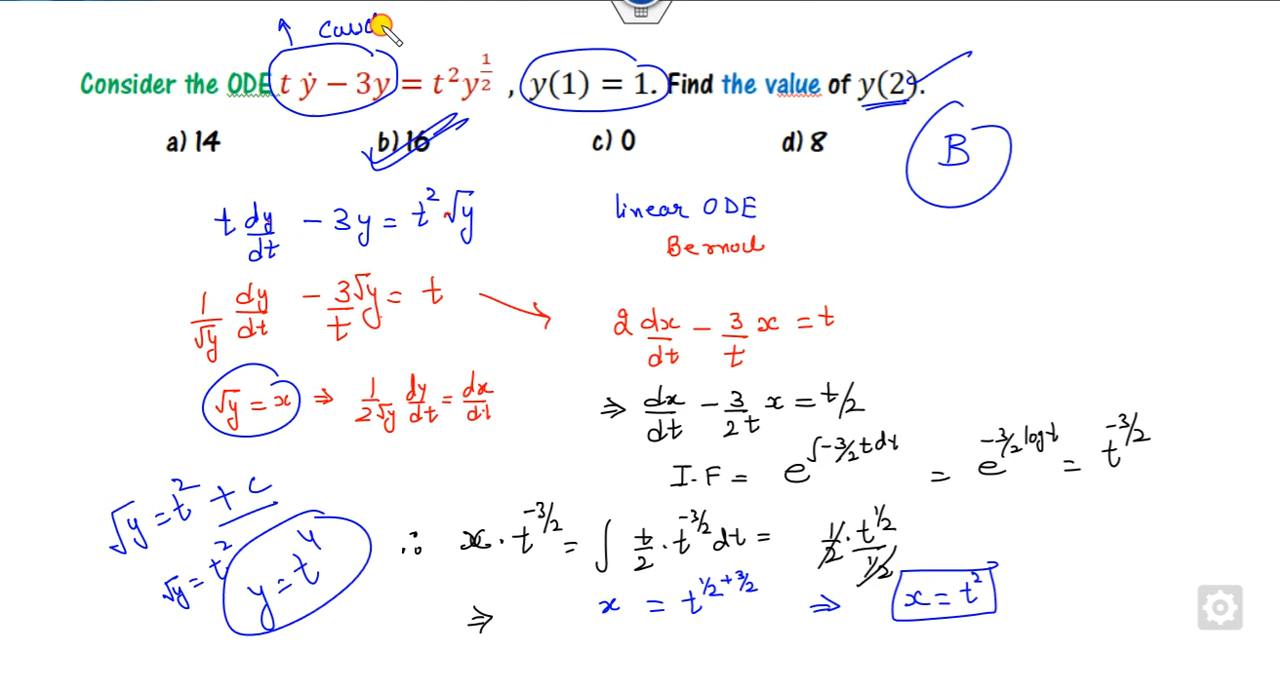 Cauc
Consider the ODE t ẏ − 3y = t² y^(1/2) , y(1) = 1. Find the value of y(2).
a) 14 b) 16 c) 0 d) 8
B
t dy/dt − 3y = t² √y
linear ODE
Bernoul
1/√y dy/dt − 3√y/t = t
2 dx/dt − 3/t x = t
√y = x ⇒ 1/(2√y) dy/dt = dx/dt
⇒ dx/dt − 3/(2t) x = t/2
I.F = e^(∫−3/2t dt) = e^(−3/2 log t) = t^(−3/2)
√y = t² + c
√y = t²
y = t⁴
∴ x · t^(−3/2) = ∫ t/2 · t^(−3/2) dt = 1/2 · t^(1/2)/(1/2)
⇒ x = t^(1/2 + 3/2) ⇒ x = t²